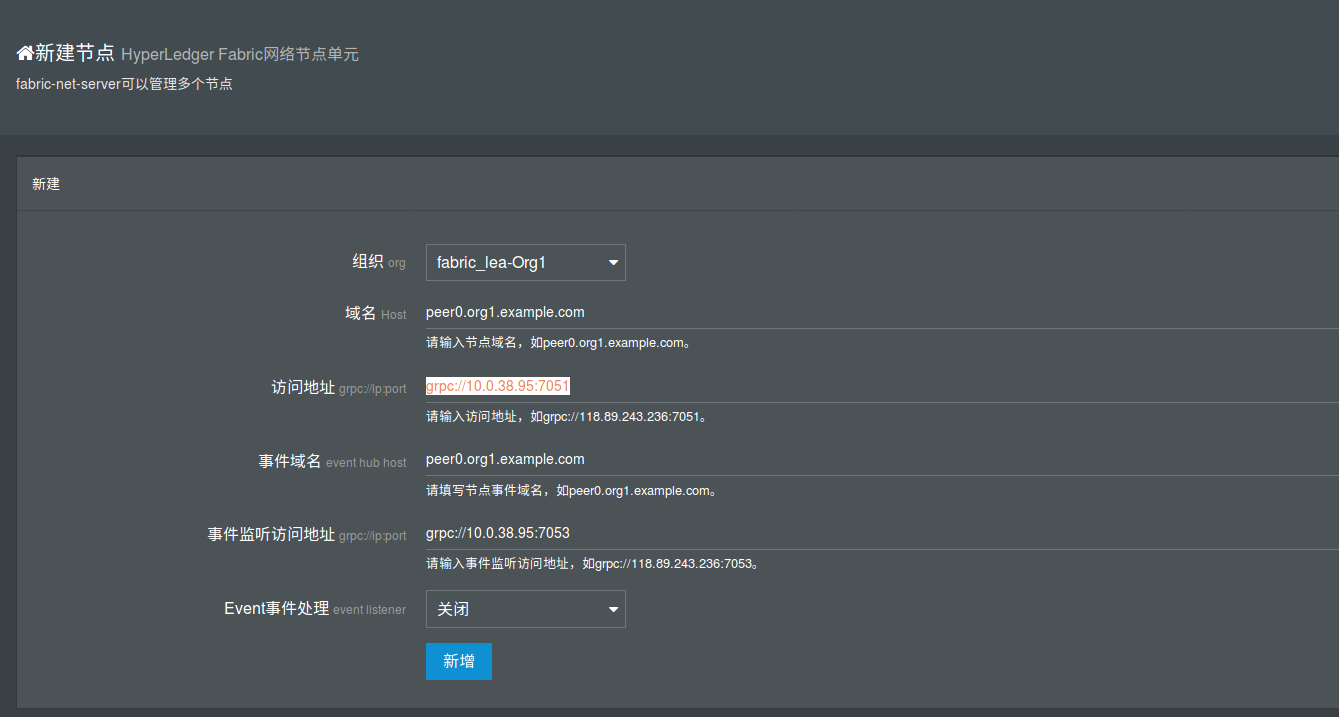 新建节点 HyperLedger Fabric网络节点单元
fabric-net-server可以管理多个节点
新建
组织 org fabric_lea-Org1
域名 Host peer0.org1.example.com
请输入节点域名，如peer0.org1.example.com。
访问地址 grpc://ip:port grpc://10.0.38.95:7051
请输入访问地址，如grpc://118.89.243.236:7051。
事件域名 event hub host peer0.org1.example.com
请填写节点事件域名，如peer0.org1.example.com。
事件监听访问地址 grpc://ip:port grpc://10.0.38.95:7053
请输入事件监听访问地址，如grpc://118.89.243.236:7053。
Event事件处理 event listener 关闭
新增